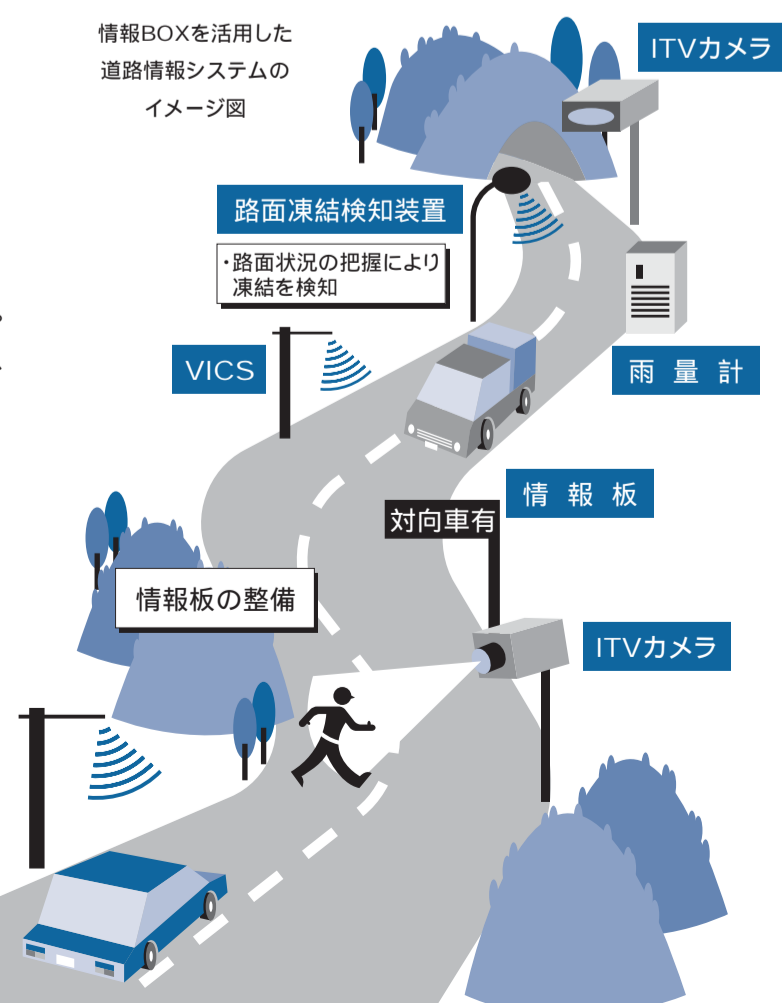 情報BOXを活用した
道路情報システムの
イメージ図
ITVカメラ
路面凍結検知装置
・路面状況の把握により
凍結を検知
VICS
雨量計
情報板
対向車有
情報板の整備
ITVカメラ